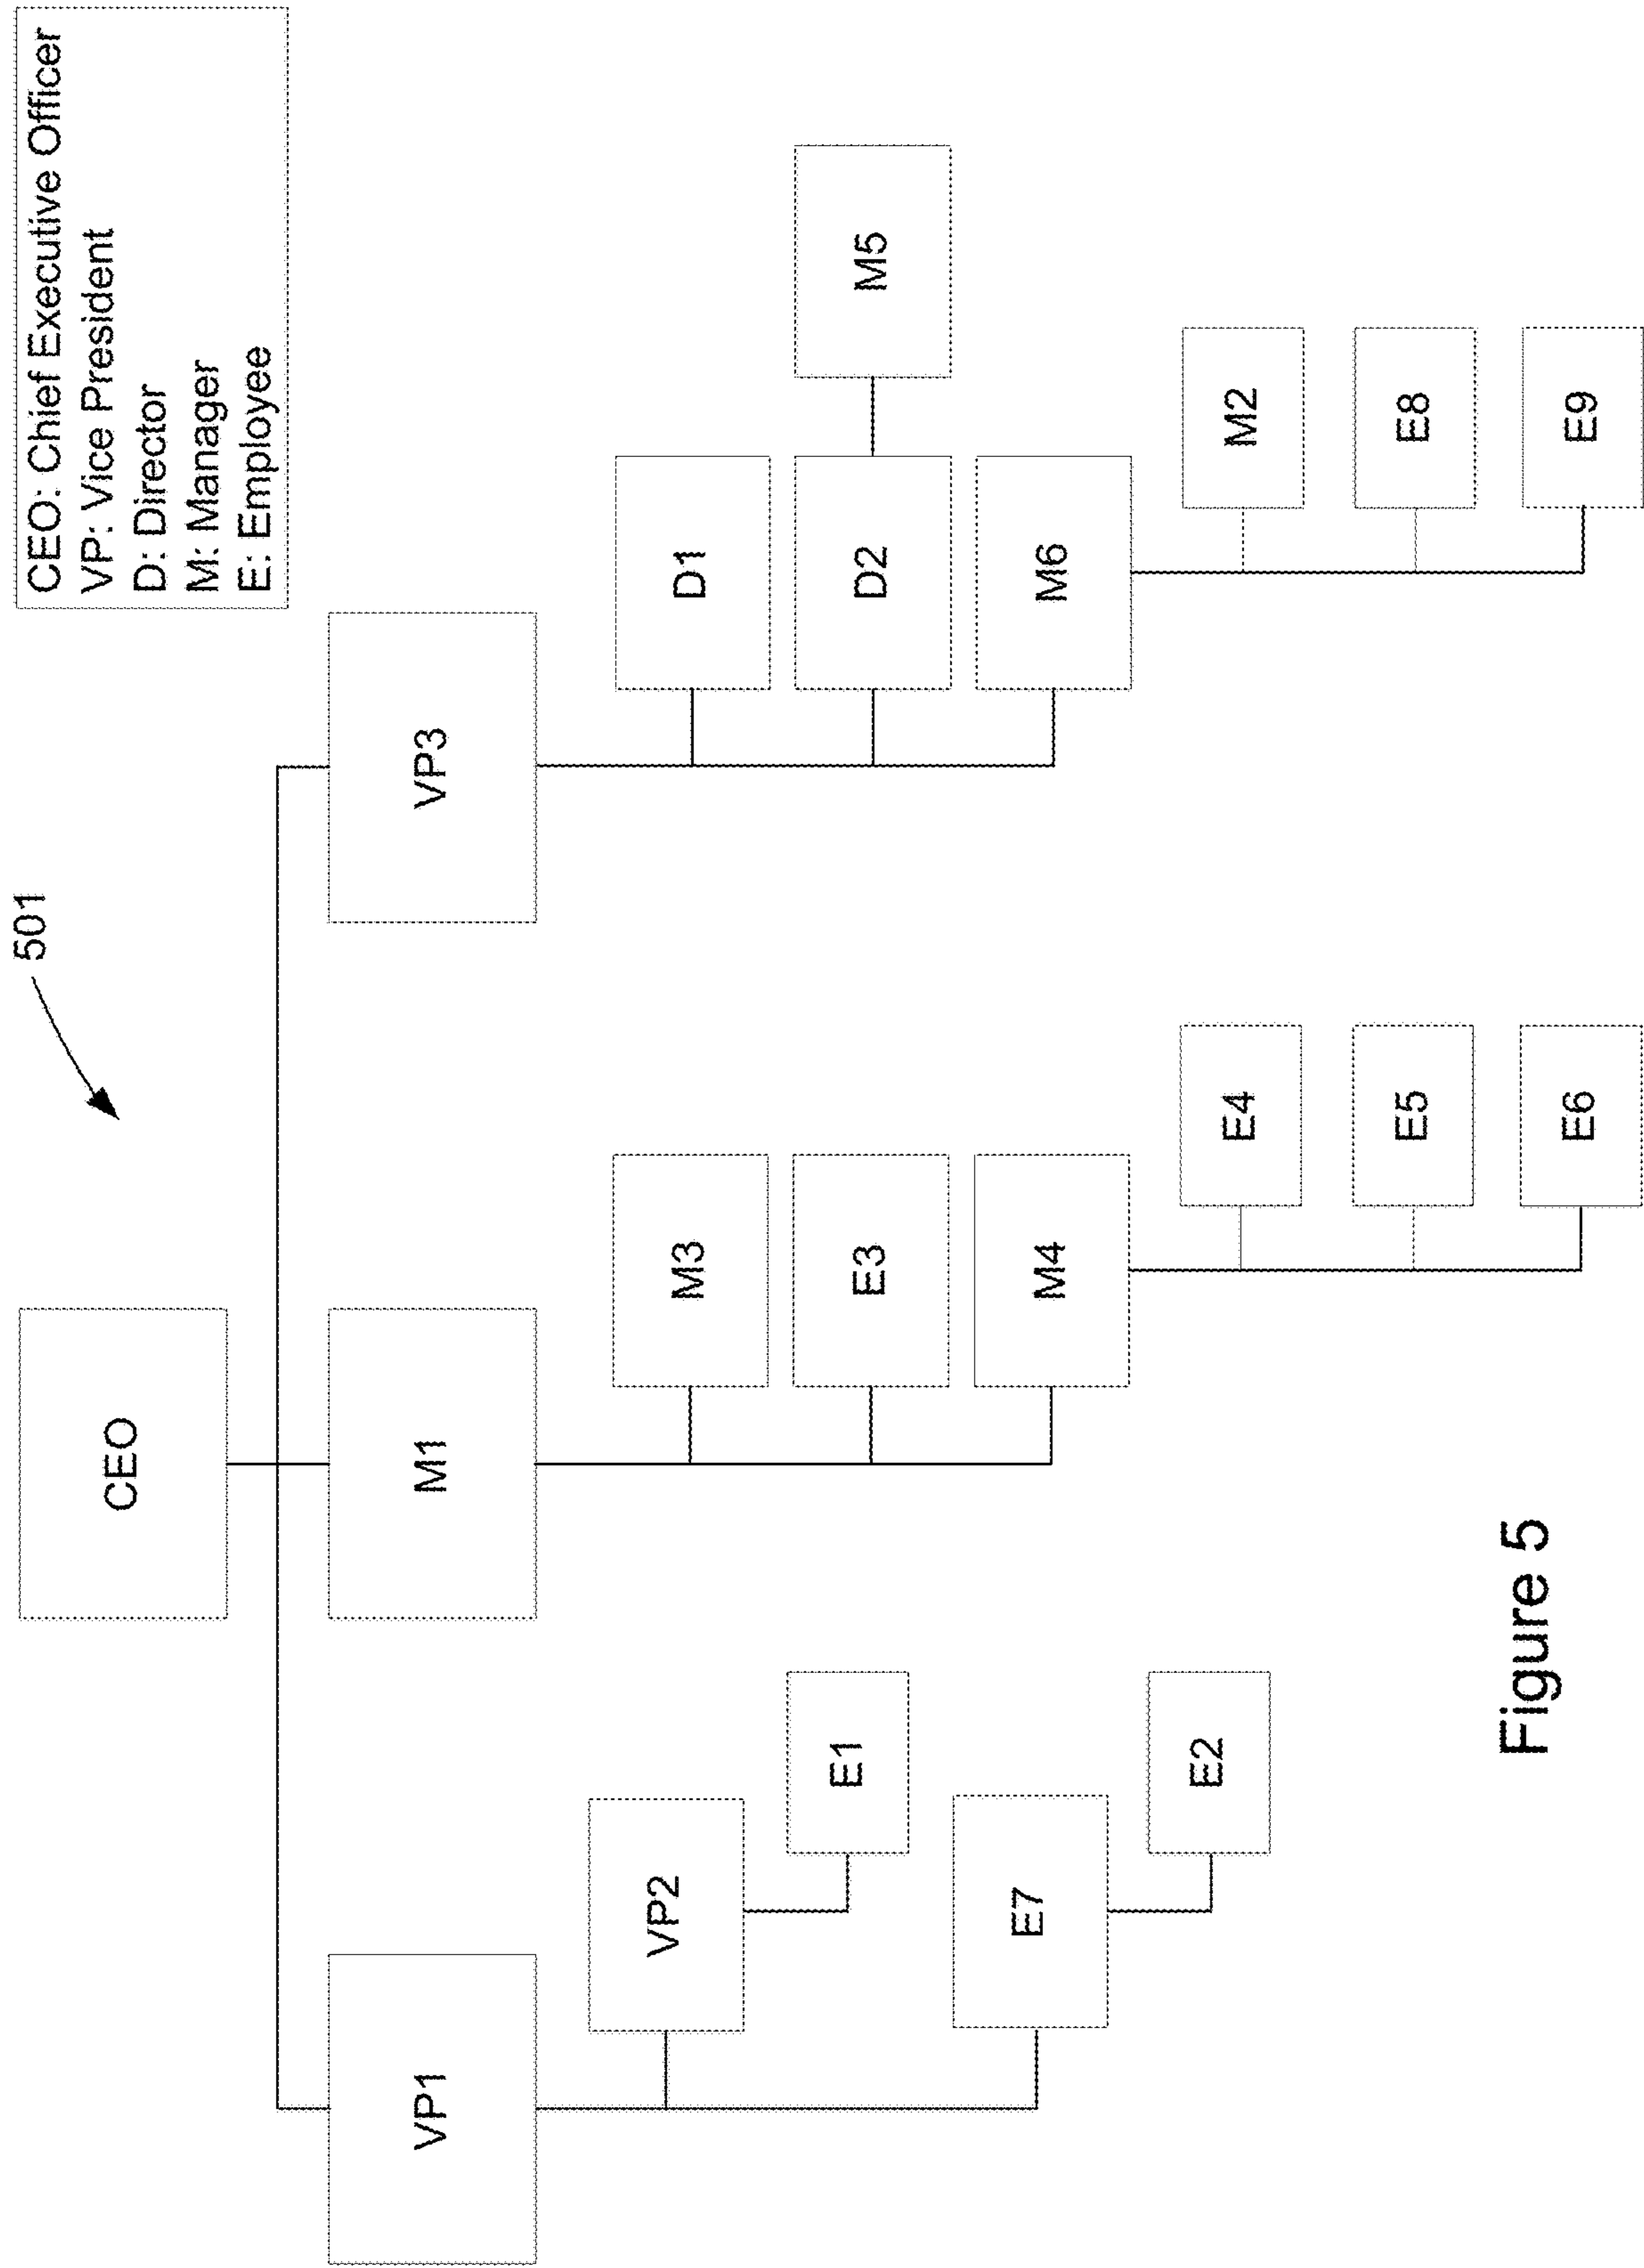 501
CEO: Chief Executive Officer
VP: Vice President
D: Director
M: Manager
E: Employee
CEO
VP1
M1
VP3
VP2
E1
E7
E2
M3
E3
M4
E4
E5
E6
D1
D2
M5
M6
M2
E8
E9
Figure 5